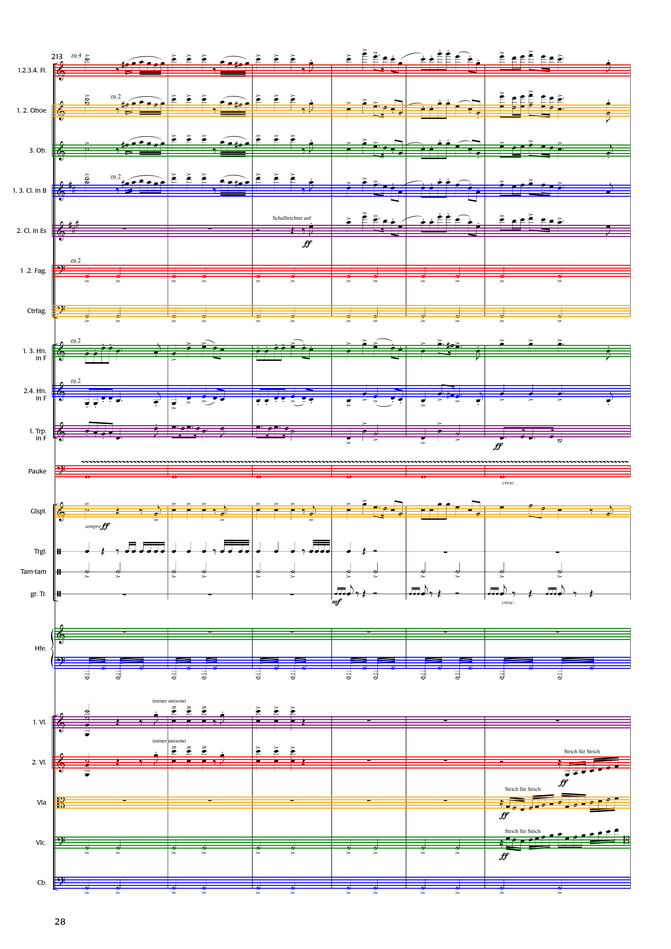 213
zu 4
1.2.3.4. Fl.
zu 2
1. 2. Oboe
3. Ob.
zu 2
1. 3. Cl. in B
Schalltrichter auf
2. Cl. in Es
ff
zu 2
1 .2. Fag.
Ctrfag.
zu 2
1. 3. Hn.
in F
zu 2
2.4. Hn.
in F
1. Trp.
in F
ff
Pauke
cresc.
Glspl.
sempre ff
Trgl.
Tam-tam
gr. Tr.
mf
cresc.
Hfe.
immer unisono
1. Vl.
immer unisono
Strich für Strich
2. Vl.
ff
Strich für Strich
Vla
ff
Strich für Strich
Vlc.
ff
Cb.
28